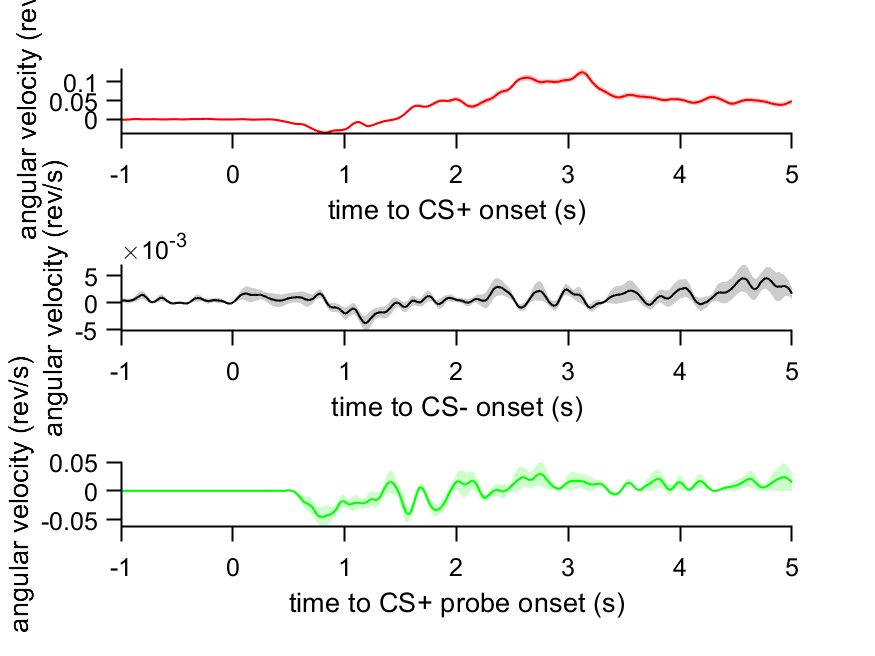 angular velocity (rev
0.1
0.05
0
-1 0 1 2 3 4 5
time to CS+ onset (s)
angular velocity (rev/s)
×10-3
5
0
-5
-1 0 1 2 3 4 5
time to CS- onset (s)
angular velocity (rev/s)
0.05
0
-0.05
-1 0 1 2 3 4 5
time to CS+ probe onset (s)